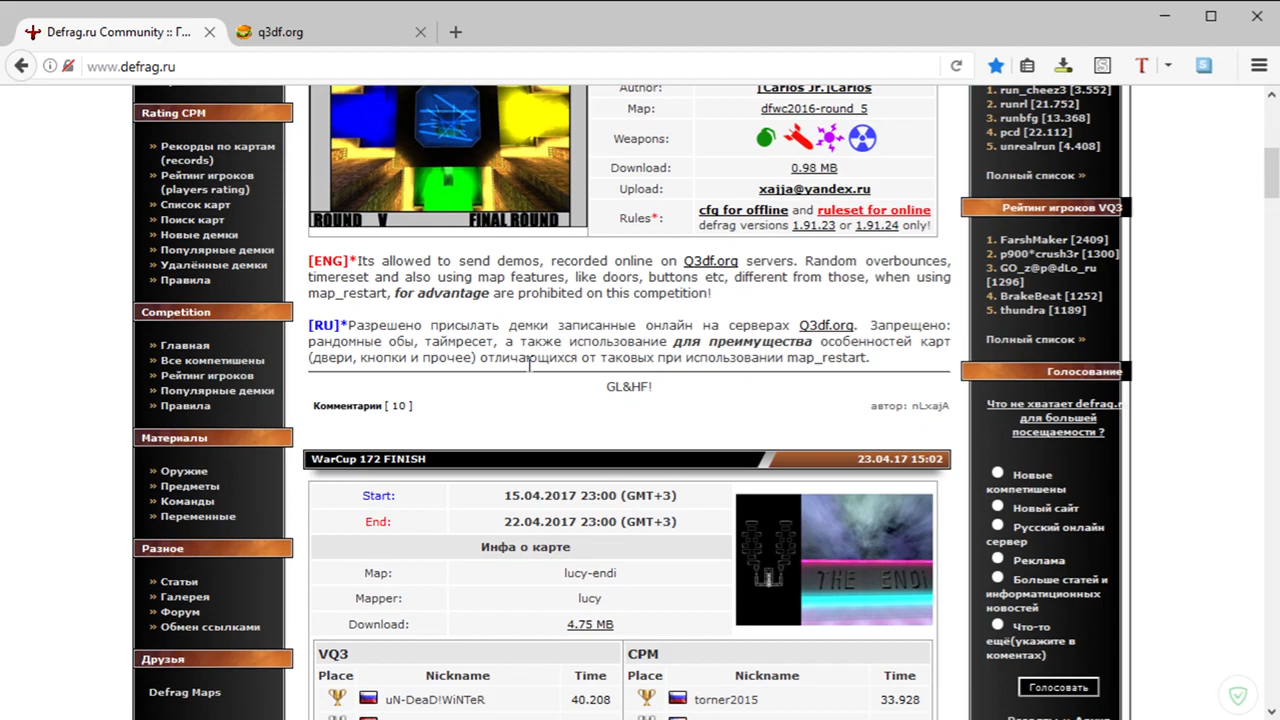 Defrag.ru Community :: Г...
q3df.org
www.defrag.ru
Rating CPM
» Рекорды по картам
(records)
» Рейтинг игроков
(players rating)
» Список карт
» Поиск карт
» Новые демки
» Популярные демки
» Удалённые демки
» Правила
Competition
» Главная
» Все компетишены
» Рейтинг игроков
» Популярные демки
» Правила
Материалы
» Оружие
» Предметы
» Команды
» Переменные
Разное
» Статьи
» Галерея
» Форум
» Обмен ссылками
Друзья
Defrag Maps
ROUND V FINAL ROUND
Author: [Carlos Jr.]Carlos
Map: dfwc2016-round_5
Weapons:
Download: 0.98 MB
Upload: xajja@yandex.ru
Rules*: cfg for offline and ruleset for online
defrag versions 1.91.23 or 1.91.24 only!
[ENG]*Its allowed to send demos, recorded online on Q3df.org servers. Random overbounces,
timereset and also using map features, like doors, buttons etc, different from those, when using
map_restart, for advantage are prohibited on this competition!
[RU]*Разрешено присылать демки записанные онлайн на серверах Q3df.org. Запрещено:
рандомные обы, таймресет, а также использование для преимущества особенностей карт
(двери, кнопки и прочее) отличающихся от таковых при использовании map_restart.
GL&HF!
Комментарии [ 10 ] автор: nLxajA
WarCup 172 FINISH 23.04.17 15:02
Start: 15.04.2017 23:00 (GMT+3)
End: 22.04.2017 23:00 (GMT+3)
Инфа о карте
Map: lucy-endi
Mapper: lucy
Download: 4.75 MB
THE ENDI
VQ3 CPM
Place Nickname Time Place Nickname Time
uN-DeaD!WiNTeR 40.208 torner2015 33.928
1. run_cheez3 [3.552]
2. runrl [21.752]
3. runbfg [13.368]
4. pcd [22.112]
5. unrealrun [4.408]
Полный список »
Рейтинг игроков VQ3
1. FarshMaker [2409]
2. p900*crush3r [1300]
3. GO_z@p@dLo_ru
[1296]
4. BrakeBeat [1252]
5. thundra [1189]
Полный список »
Голосование
Что не хватает defrag.r
для большей
посещаемости ?
Новые
компетишены
Новый сайт
Русский онлайн
сервер
Реклама
Больше статей и
информатиционных
новостей
Что-то
ещё(укажите в
коментах)
Голосовать